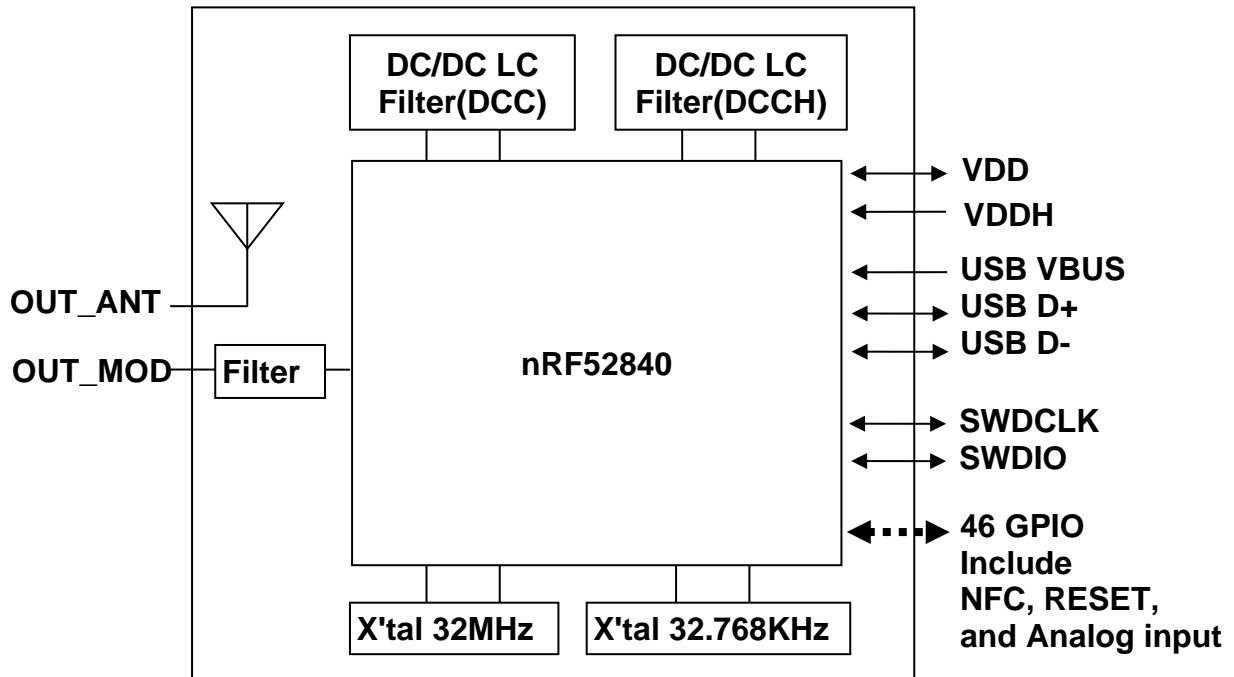 DC/DC LC
Filter(DCC)
DC/DC LC
Filter(DCCH)
VDD
VDDH
USB VBUS
USB D+
USB D-
OUT_ANT
OUT_MOD
Filter
nRF52840
SWDCLK
SWDIO
46 GPIO
Include
NFC, RESET,
and Analog input
X'tal 32MHz
X'tal 32.768KHz